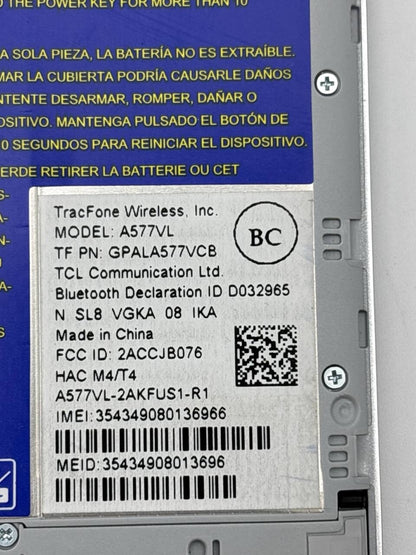 O THE POWER KEY FOR MORE THAN 10
A SOLA PIEZA, LA BATERÍA NO ES EXTRAÍBLE.
MAR LA CUBIERTA PODRÍA CAUSARLE DAÑOS
NTENTE DESARMAR, ROMPER, DAÑAR O
OSITIVO. MANTENGA PULSADO EL BOTÓN DE
0 SEGUNDOS PARA REINICIAR EL DISPOSITIVO.
ERDE RETIRER LA BATTERIE OU CET
S-
A-
N-
U
A-
TracFone Wireless, Inc.
MODEL: A577VL
TF PN: GPALA577VCB
BC
TCL Communication Ltd.
Bluetooth Declaration ID D032965
N SL8 VGKA 08 IKA
Made in China
FCC ID: 2ACCJB076
HAC M4/T4
A577VL-2AKFUS1-R1
IMEI:354349080136966
MEID:35434908013696